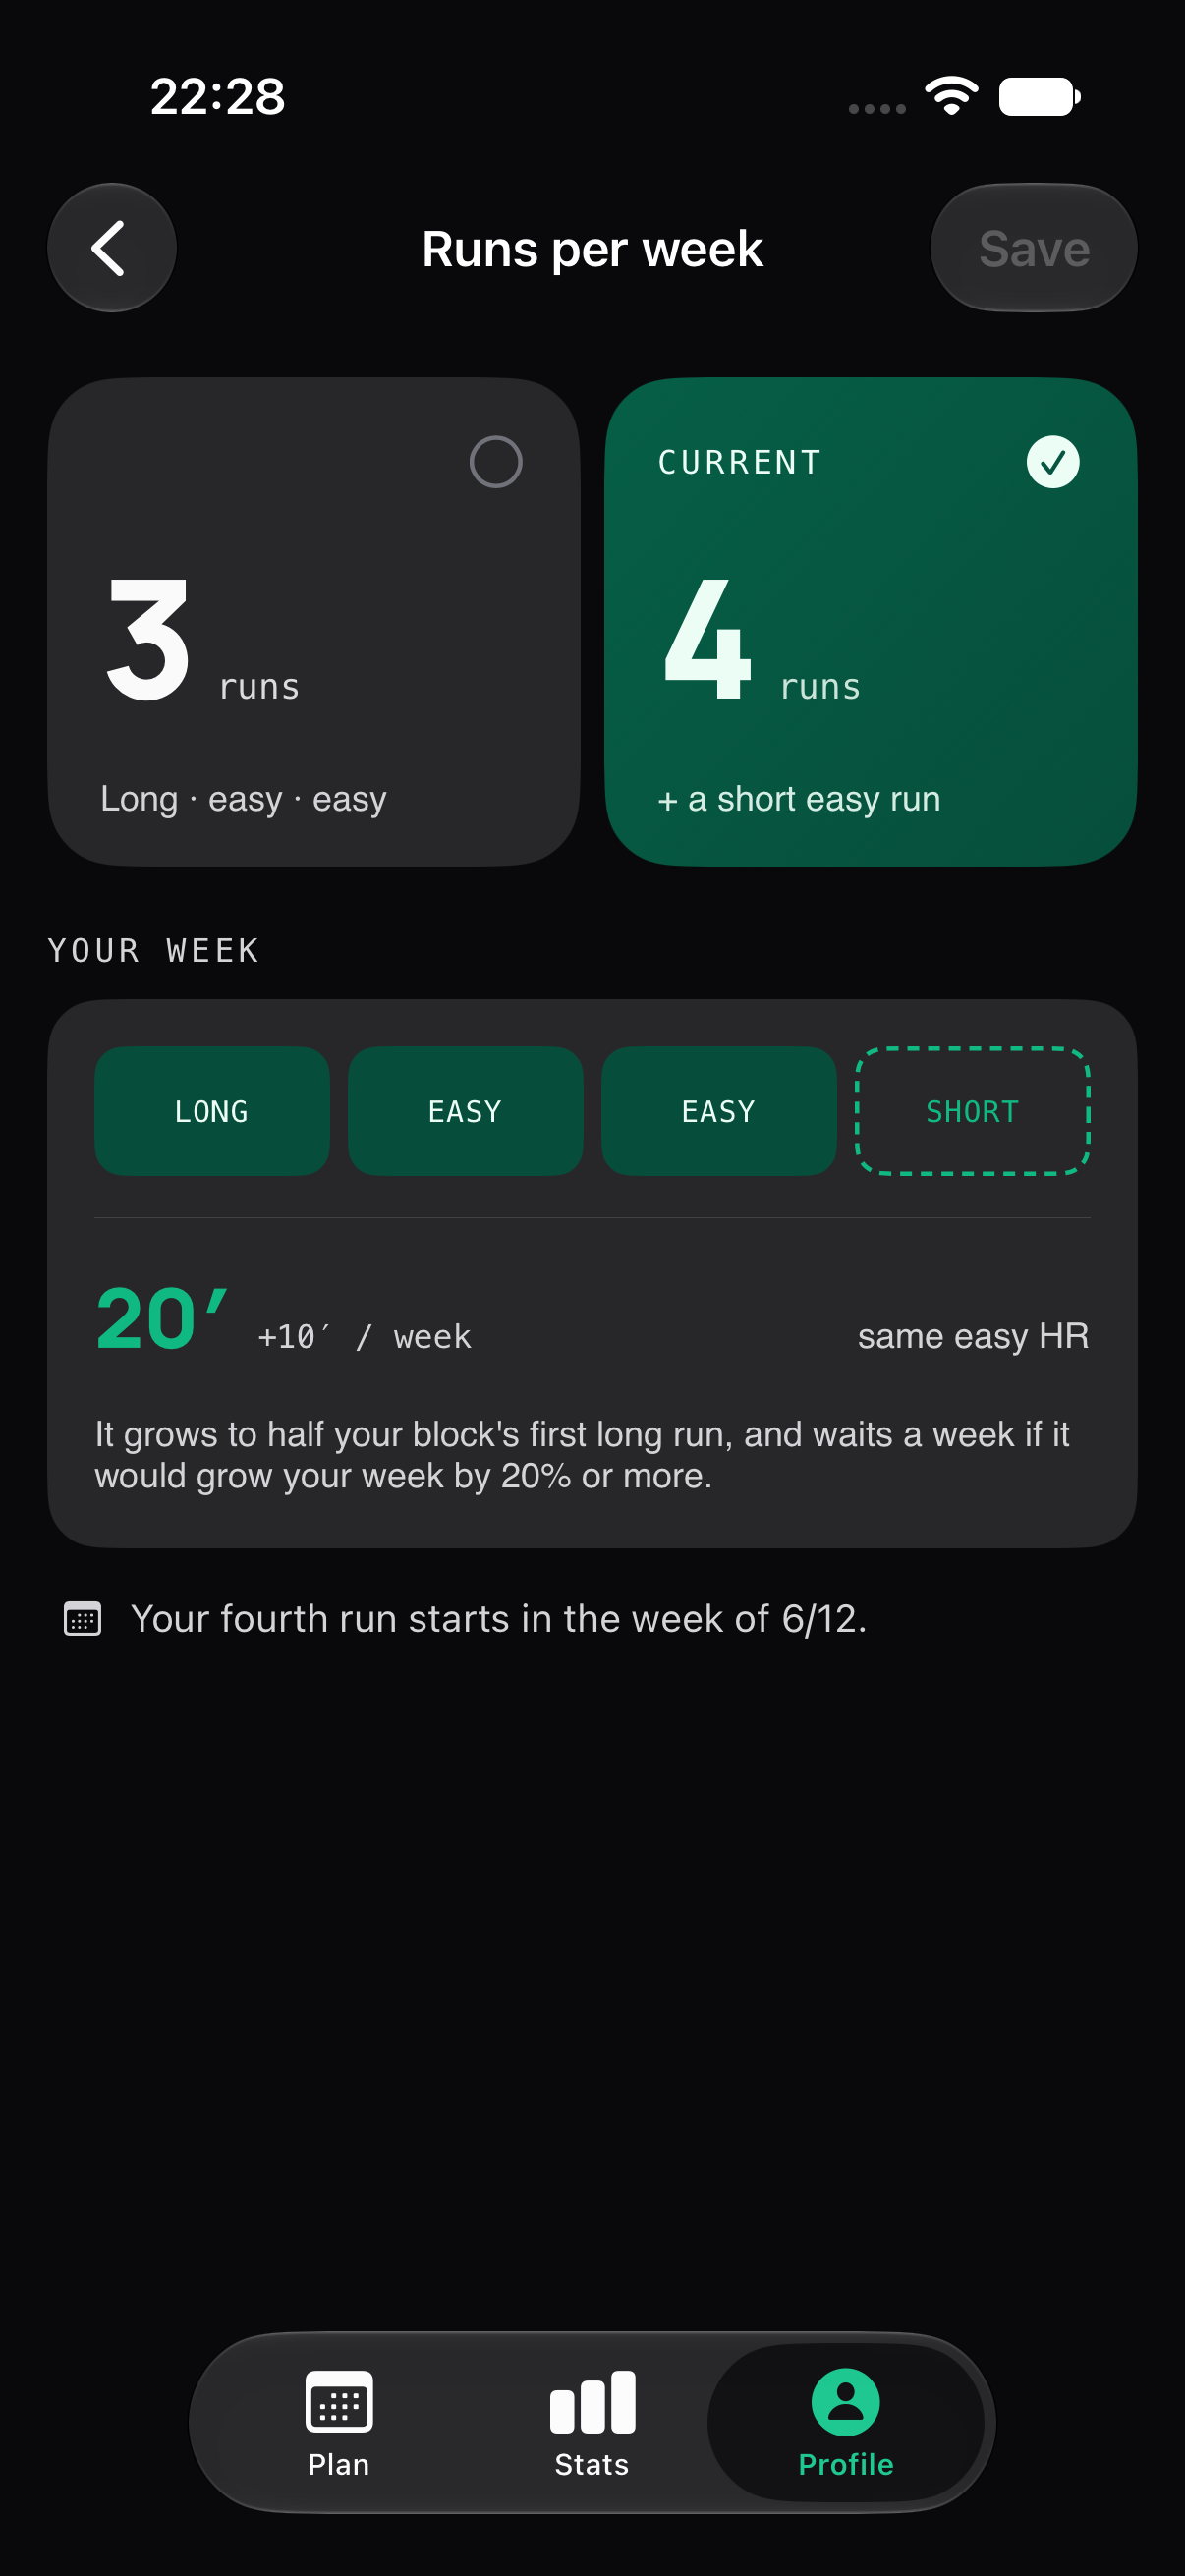 22:28
Runs per week
Save
3 runs
Long · easy · easy
CURRENT
4 runs
+ a short easy run
YOUR WEEK
LONG EASY EASY SHORT
20′ +10′ / week same easy HR
It grows to half your block's first long run, and waits a week if it
would grow your week by 20% or more.
Your fourth run starts in the week of 6/12.
Plan Stats Profile